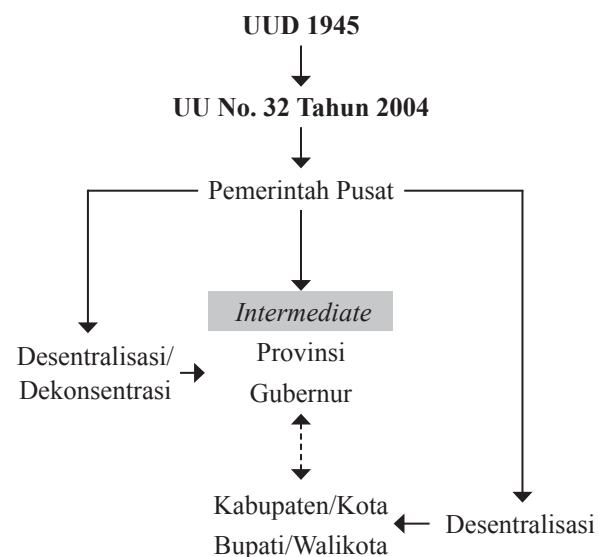 UUD 1945
UU No. 32 Tahun 2004
Pemerintah Pusat
Intermediate
Desentralisasi/
Dekonsentrasi
Provinsi
Gubernur
Kabupaten/Kota
Bupati/Walikota
Desentralisasi